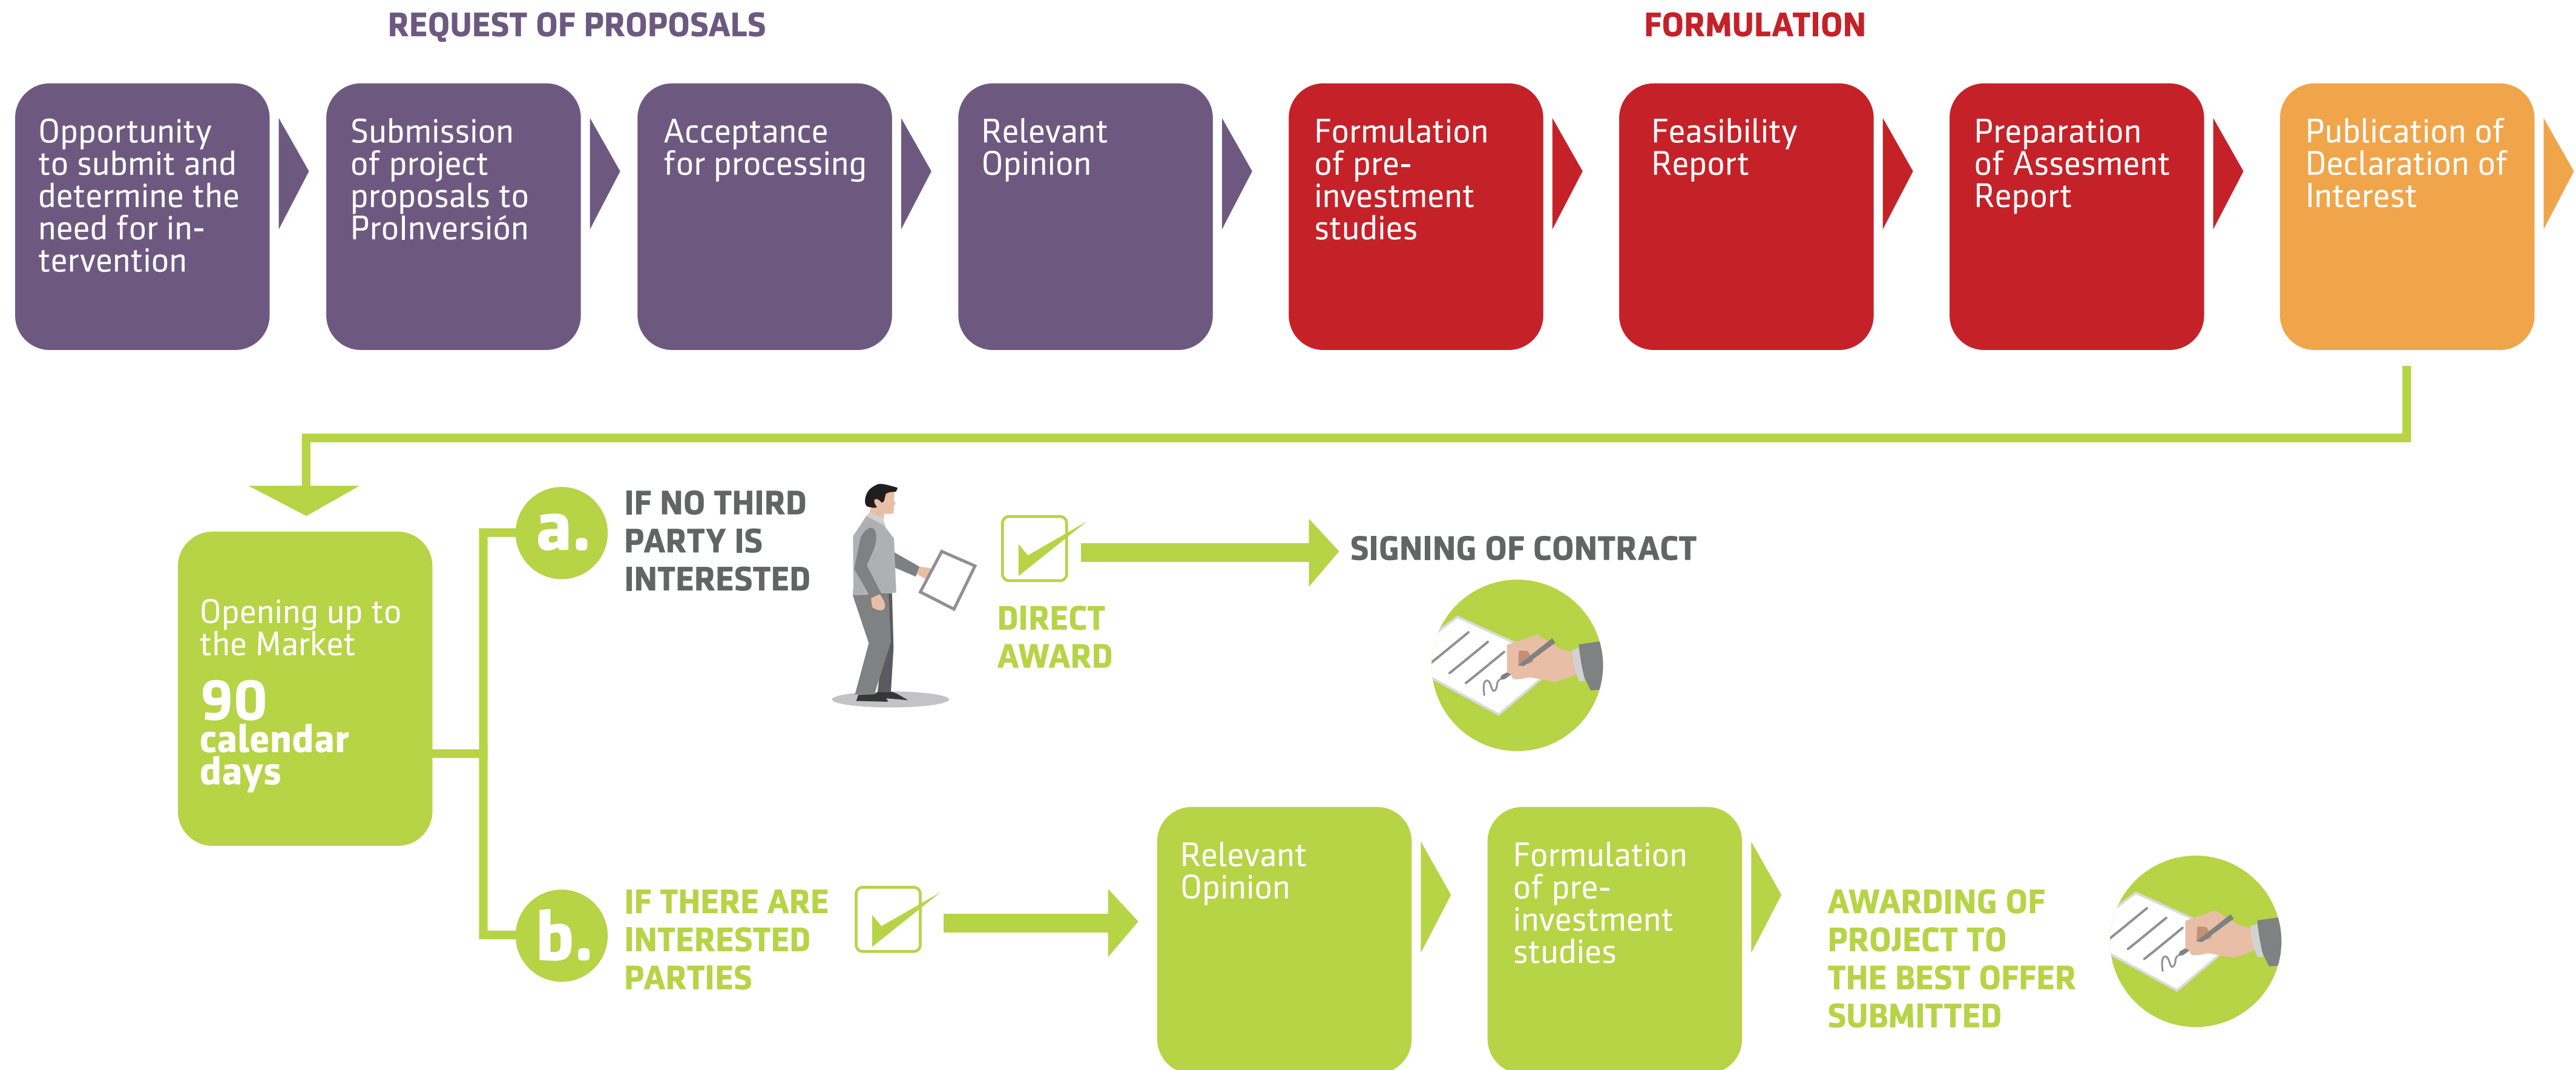 REQUEST OF PROPOSALS
FORMULATION
Opportunity
to submit and
determine the
need for in-
tervention
Submission
of project
proposals to
ProInversión
Acceptance
for processing
Relevant
Opinion
Formulation
of pre-
investment
studies
Feasibility
Report
Preparation
of Assesment
Report
Publication of
Declaration of
Interest
Opening up to
the Market
90
calendar
days
a.
IF NO THIRD
PARTY IS
INTERESTED
DIRECT
AWARD
SIGNING OF CONTRACT
b.
IF THERE ARE
INTERESTED
PARTIES
Relevant
Opinion
Formulation
of pre-
investment
studies
AWARDING OF
PROJECT TO
THE BEST OFFER
SUBMITTED